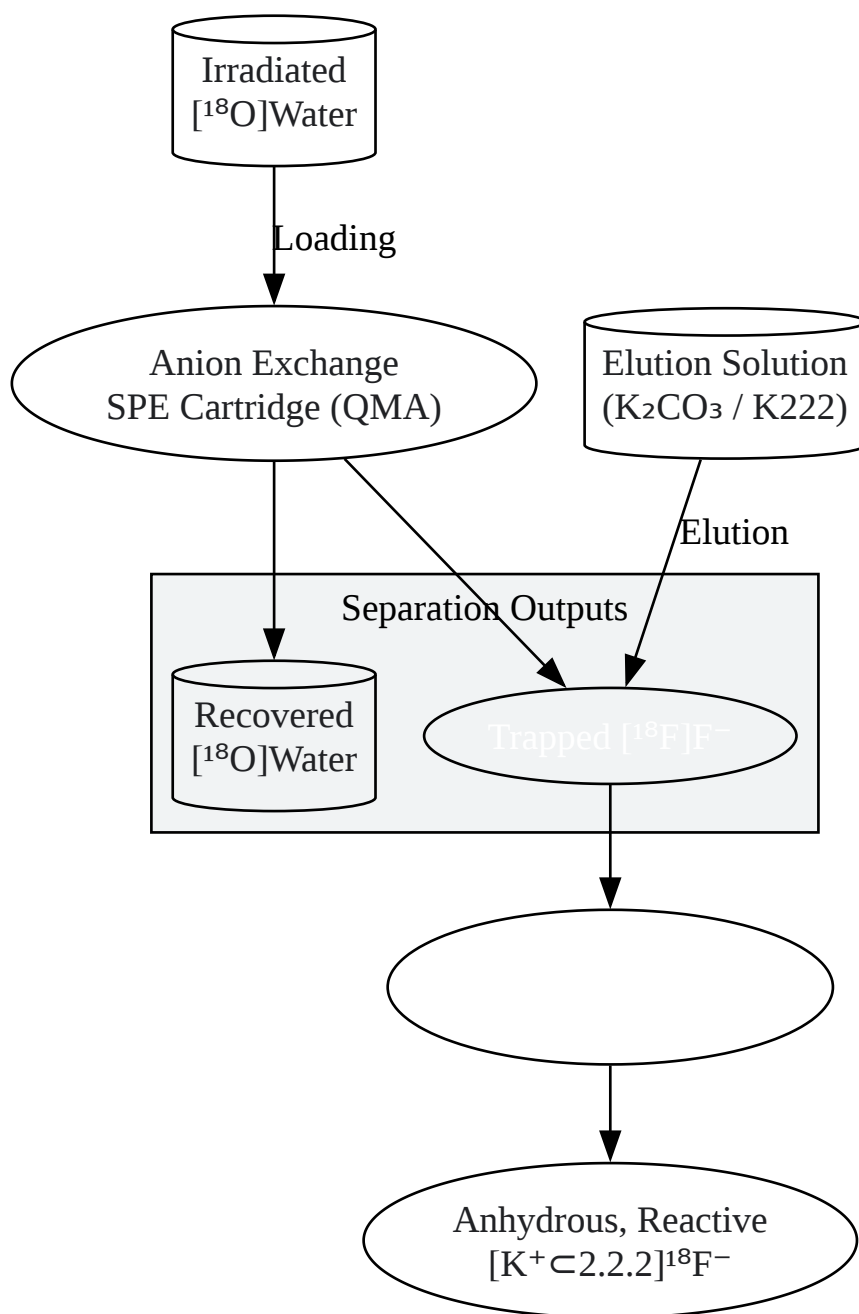 Irradiated
[¹⁸O]Water
Loading
Anion Exchange
SPE Cartridge (QMA)
Elution Solution
(K₂CO₃ / K222)
Elution
Separation Outputs
Recovered
[¹⁸O]Water
Trapped [¹⁸F]F⁻
Anhydrous, Reactive
[K⁺⊂2.2.2]¹⁸F⁻